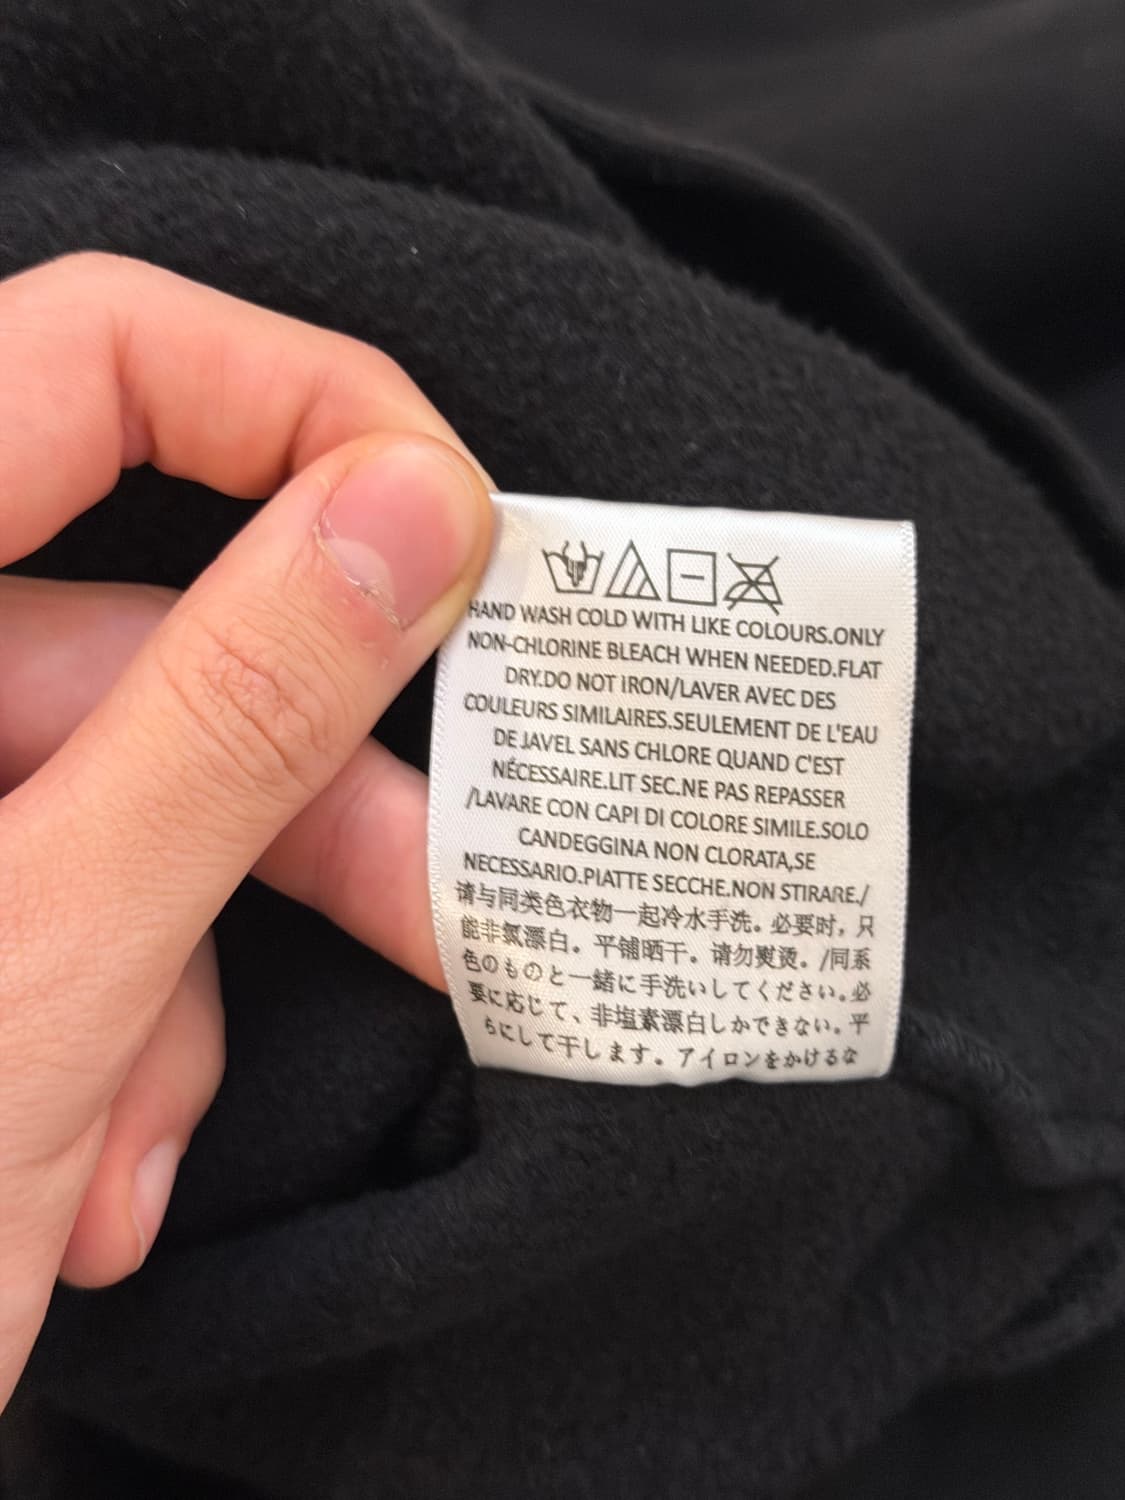 HAND WASH COLD WITH LIKE COLOURS.ONLY
NON-CHLORINE BLEACH WHEN NEEDED.FLAT
DRY.DO NOT IRON/LAVER AVEC DES
COULEURS SIMILAIRES.SEULEMENT DE L'EAU
DE JAVEL SANS CHLORE QUAND C'EST
NÉCESSAIRE.LIT SEC.NE PAS REPASSER
/LAVARE CON CAPI DI COLORE SIMILE.SOLO
CANDEGGINA NON CLORATA,SE
NECESSARIO.PIATTE SECCHE.NON STIRARE./
请与同类色衣物一起冷水手洗。必要时，只
能非氯漂白。平铺晒干。请勿熨烫。/同系
色のものと一緒に手洗いしてください。必
要に応じて、非塩素漂白しかできない。平
らにして干します。アイロンをかけるな